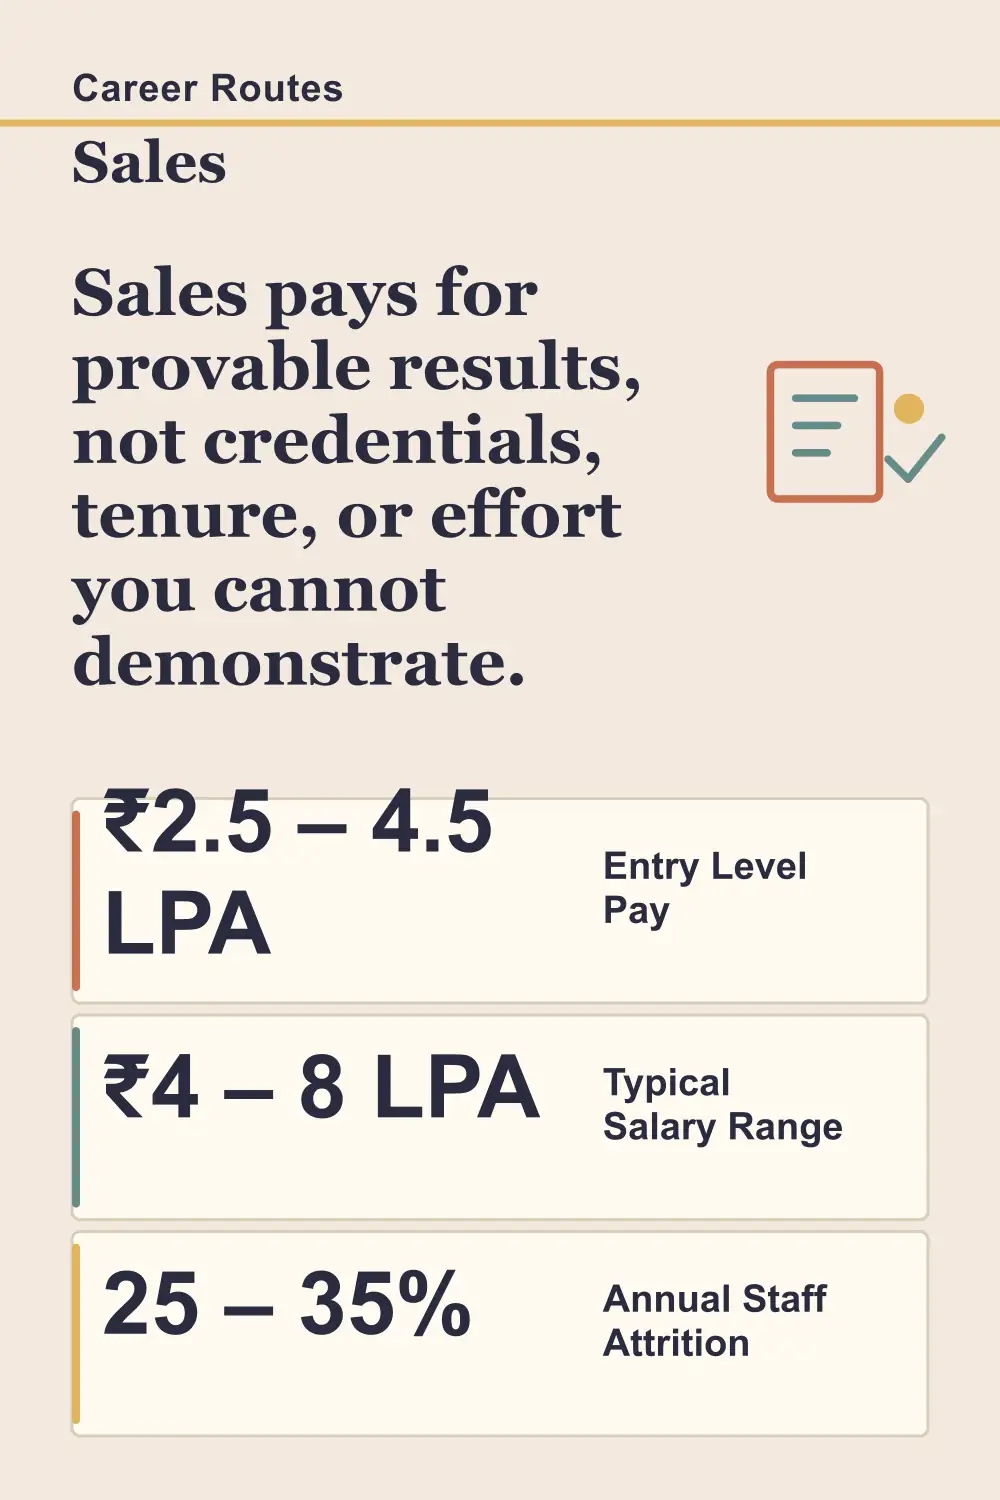 Career Routes
Sales
Sales pays for
provable results,
not credentials,
tenure, or effort
you cannot
demonstrate.
₹2.5 – 4.5
LPA
Entry Level
Pay
₹4 – 8 LPA
Typical
Salary Range
25 – 35%
Annual Staff
Attrition